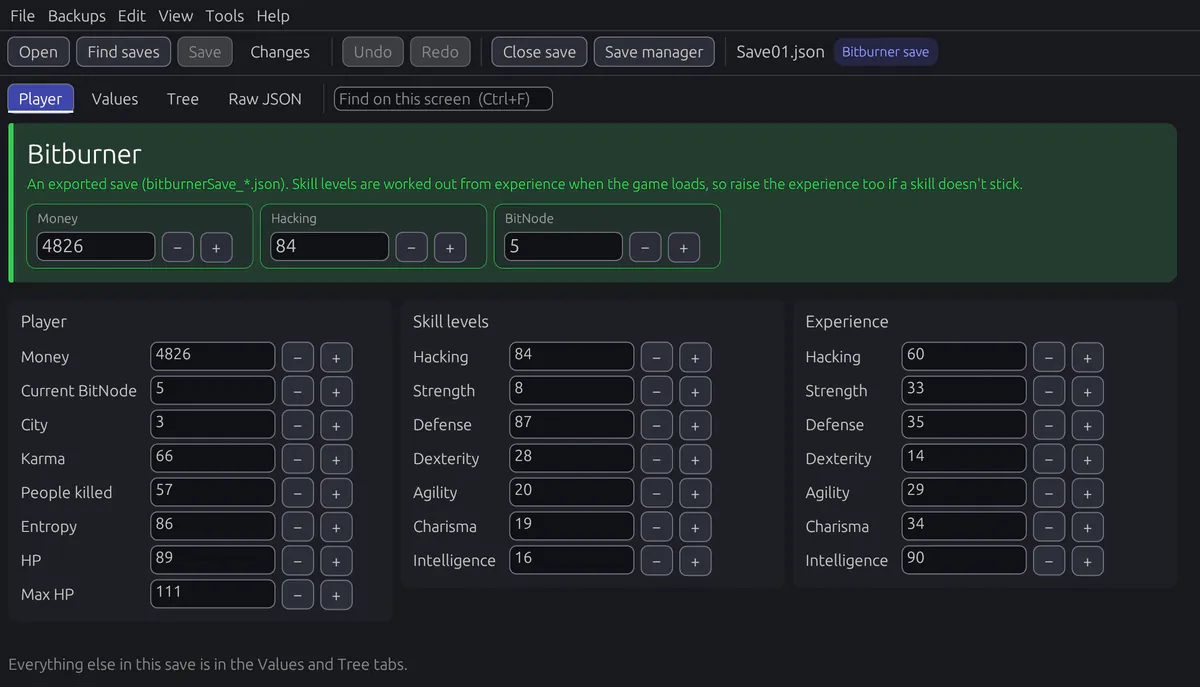 File Backups Edit View Tools Help
Open Find saves Save Changes Undo Redo Close save Save manager Save01.json Bitburner save
Player Values Tree Raw JSON Find on this screen (Ctrl+F)
Bitburner
An exported save (bitburnerSave_*.json). Skill levels are worked out from experience when the game loads, so raise the experience too if a skill doesn't stick.
Money Hacking BitNode
4826 − + 84 − + 5 − +
Player
Money 4826 − +
Current BitNode 5 − +
City 3 − +
Karma 66 − +
People killed 57 − +
Entropy 86 − +
HP 89 − +
Max HP 111 − +
Skill levels
Hacking 84 − +
Strength 8 − +
Defense 87 − +
Dexterity 28 − +
Agility 20 − +
Charisma 19 − +
Intelligence 16 − +
Experience
Hacking 60 − +
Strength 33 − +
Defense 35 − +
Dexterity 14 − +
Agility 29 − +
Charisma 34 − +
Intelligence 90 − +
Everything else in this save is in the Values and Tree tabs.